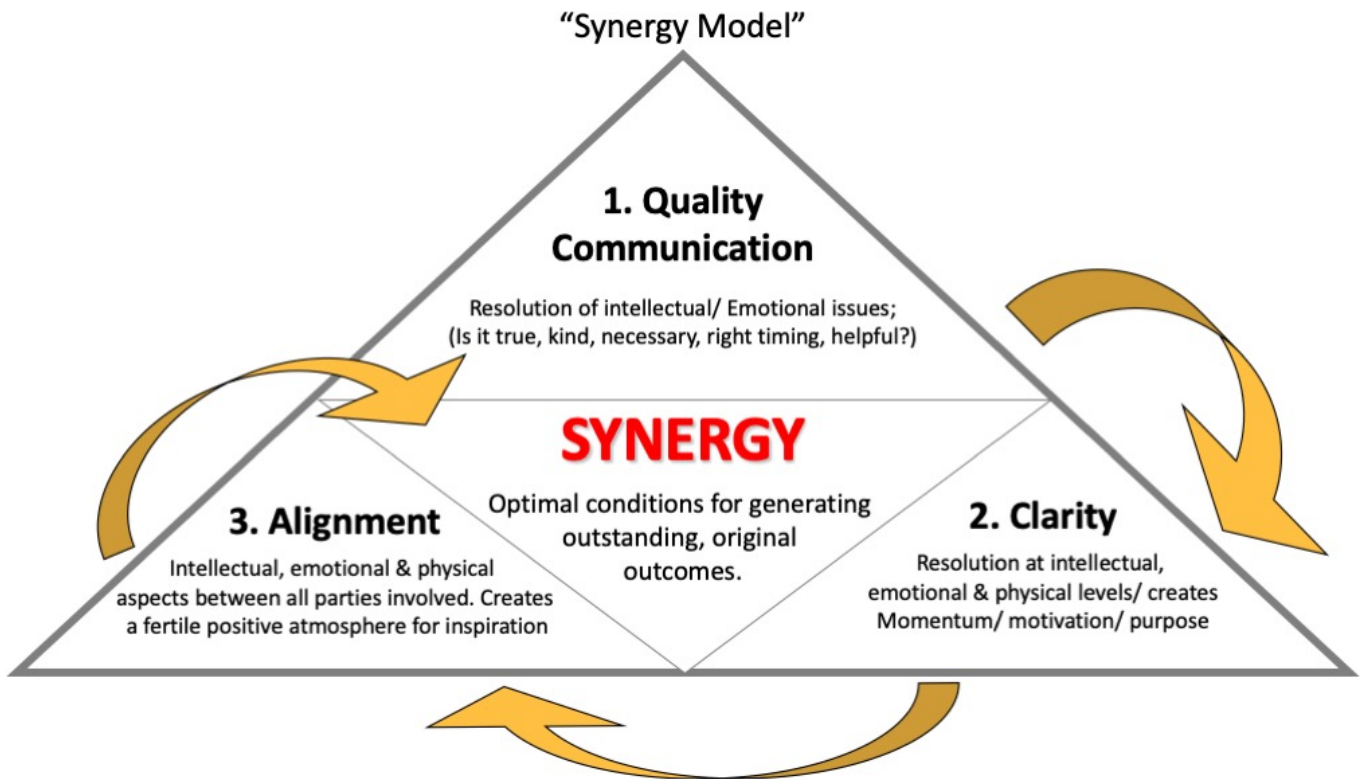 “Synergy Model”
1. Quality
Communication
Resolution of intellectual/ Emotional issues;
(Is it true, kind, necessary, right timing, helpful?)
SYNERGY
Optimal conditions for generating
outstanding, original
outcomes.
2. Clarity
Resolution at intellectual,
emotional & physical levels/ creates
Momentum/ motivation/ purpose
3. Alignment
Intellectual, emotional & physical
aspects between all parties involved. Creates
a fertile positive atmosphere for inspiration